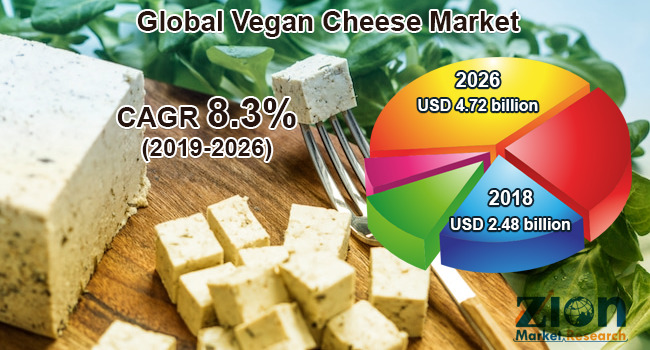 Global Vegan Cheese Market
CAGR 8.3%
(2019-2026)
2026
USD 4.72 billion
2018
USD 2.48 billion
Zion
Market.Research